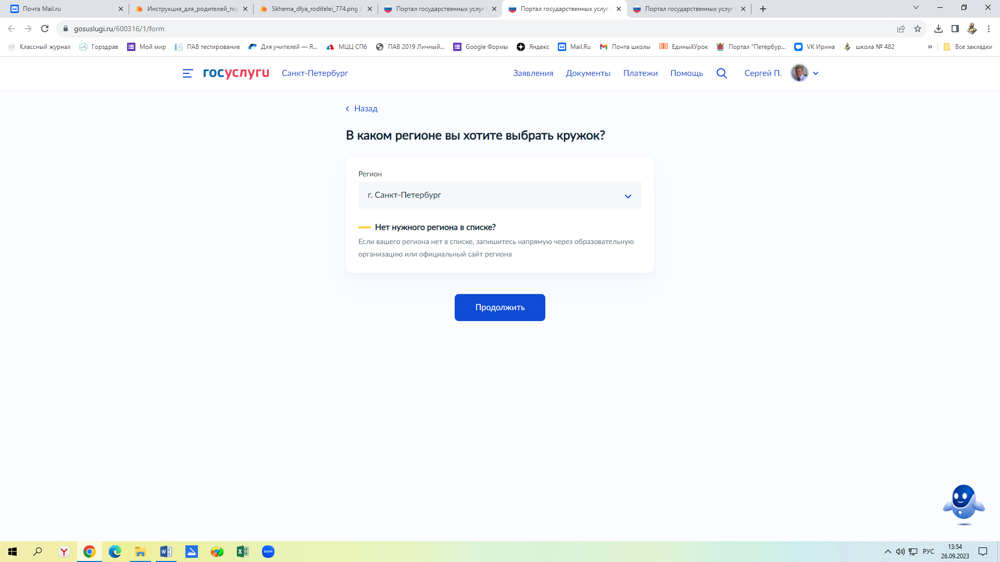 Почта Mail.ru
Инструкция_для_родителей_по
Skhema_dlya_roditelei_774.png /
Портал государственных услуг
Портал государственных услуг
Портал государственных услуг
gosuslugi.ru/600316/1/form
Классный журнал
Горздрав
Мой мир
ПАВ тестирование
Для учителей — Я...
МЦЦ СПб
ПАВ 2019 Личный...
Google Формы
Яндекс
Mail.Ru
Почта школы
ЕдиныйУрок
Портал "Петербур...
VK Ирина
школа № 482
»
Все закладки
госуслуги
Санкт-Петербург
Заявления
Документы
Платежи
Помощь
Сергей П.
Назад
В каком регионе вы хотите выбрать кружок?
Регион
г. Санкт-Петербург
Нет нужного региона в списке?
Если вашего региона нет в списке, запишитесь напрямую через образовательную
организацию или официальный сайт региона
Продолжить
zoom
РУС
13:54
26.09.2023